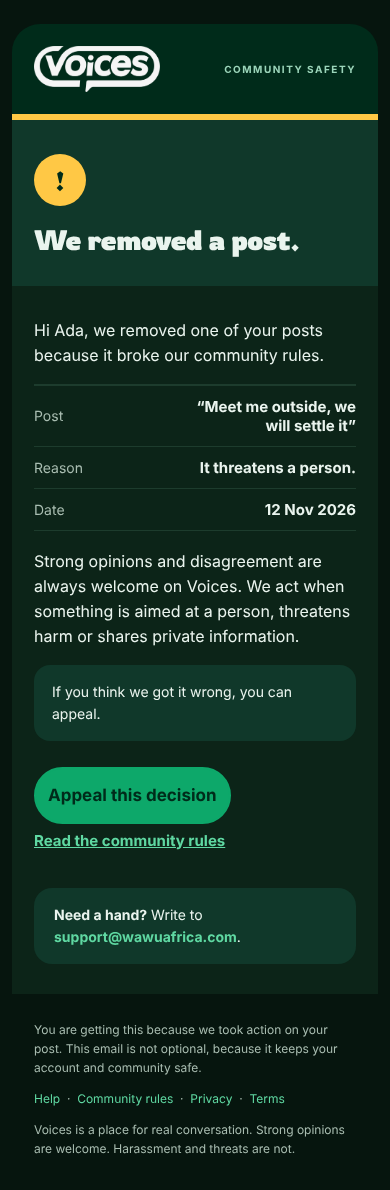 Voices
COMMUNITY SAFETY
!
We removed a post.
Hi Ada, we removed one of your posts
because it broke our community rules.
Post
“Meet me outside, we
will settle it”
Reason
It threatens a person.
Date
12 Nov 2026
Strong opinions and disagreement are
always welcome on Voices. We act when
something is aimed at a person, threatens
harm or shares private information.
If you think we got it wrong, you can
appeal.
Appeal this decision
Read the community rules
Need a hand? Write to
support@wawuafrica.com.
You are getting this because we took action on your
post. This email is not optional, because it keeps your
account and community safe.
Help · Community rules · Privacy · Terms
Voices is a place for real conversation. Strong opinions
are welcome. Harassment and threats are not.